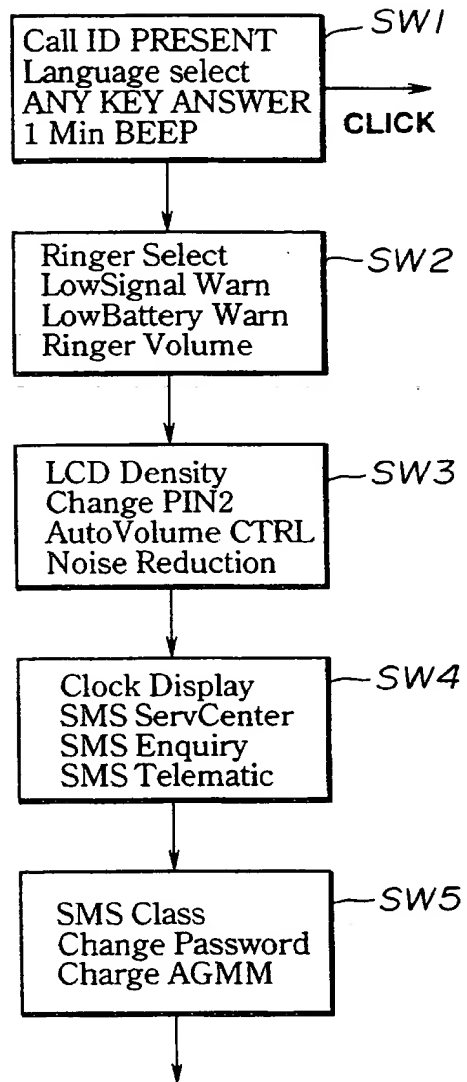 Call ID PRESENT
Language select
ANY KEY ANSWER
1 Min BEEP
SW1
CLICK
Ringer Select
LowSignal Warn
LowBattery Warn
Ringer Volume
SW2
LCD Density
Change PIN2
AutoVolume CTRL
Noise Reduction
SW3
Clock Display
SMS ServCenter
SMS Enquiry
SMS Telematic
SW4
SMS Class
Change Password
Charge AGMM
SW5